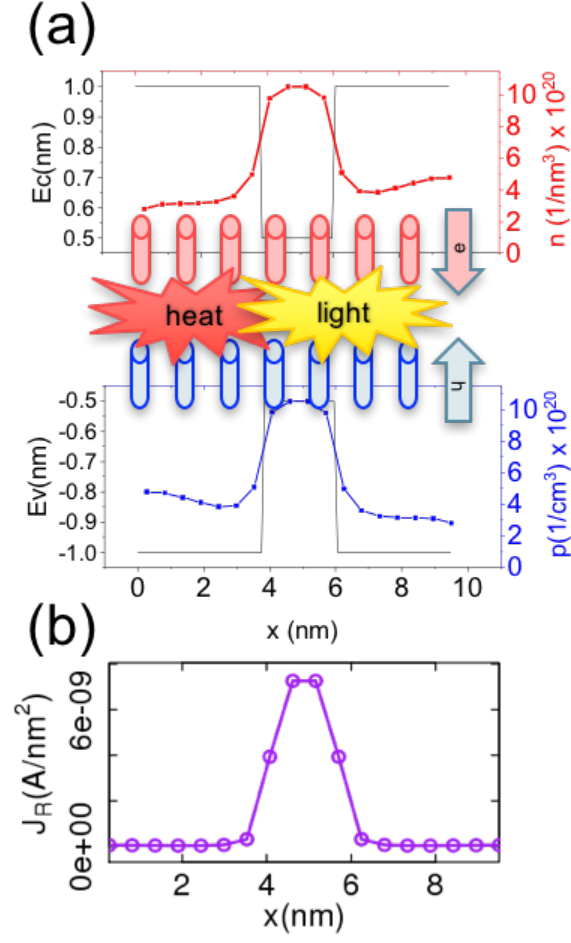 (a)
Ec(nm)
1.0
0.9
0.8
0.7
0.6
0.5
n (1/nm³) x 10²⁰
10
8
6
4
2
0
e
heat
light
h
Ev(nm)
-0.5
-0.6
-0.7
-0.8
-0.9
-1.0
p(1/cm³) x 10²⁰
10
8
6
4
2
0
0 2 4 6 8 10
x (nm)
(b)
J_R(A/nm²)
6e-09
0e+00
2 4 6 8
x(nm)